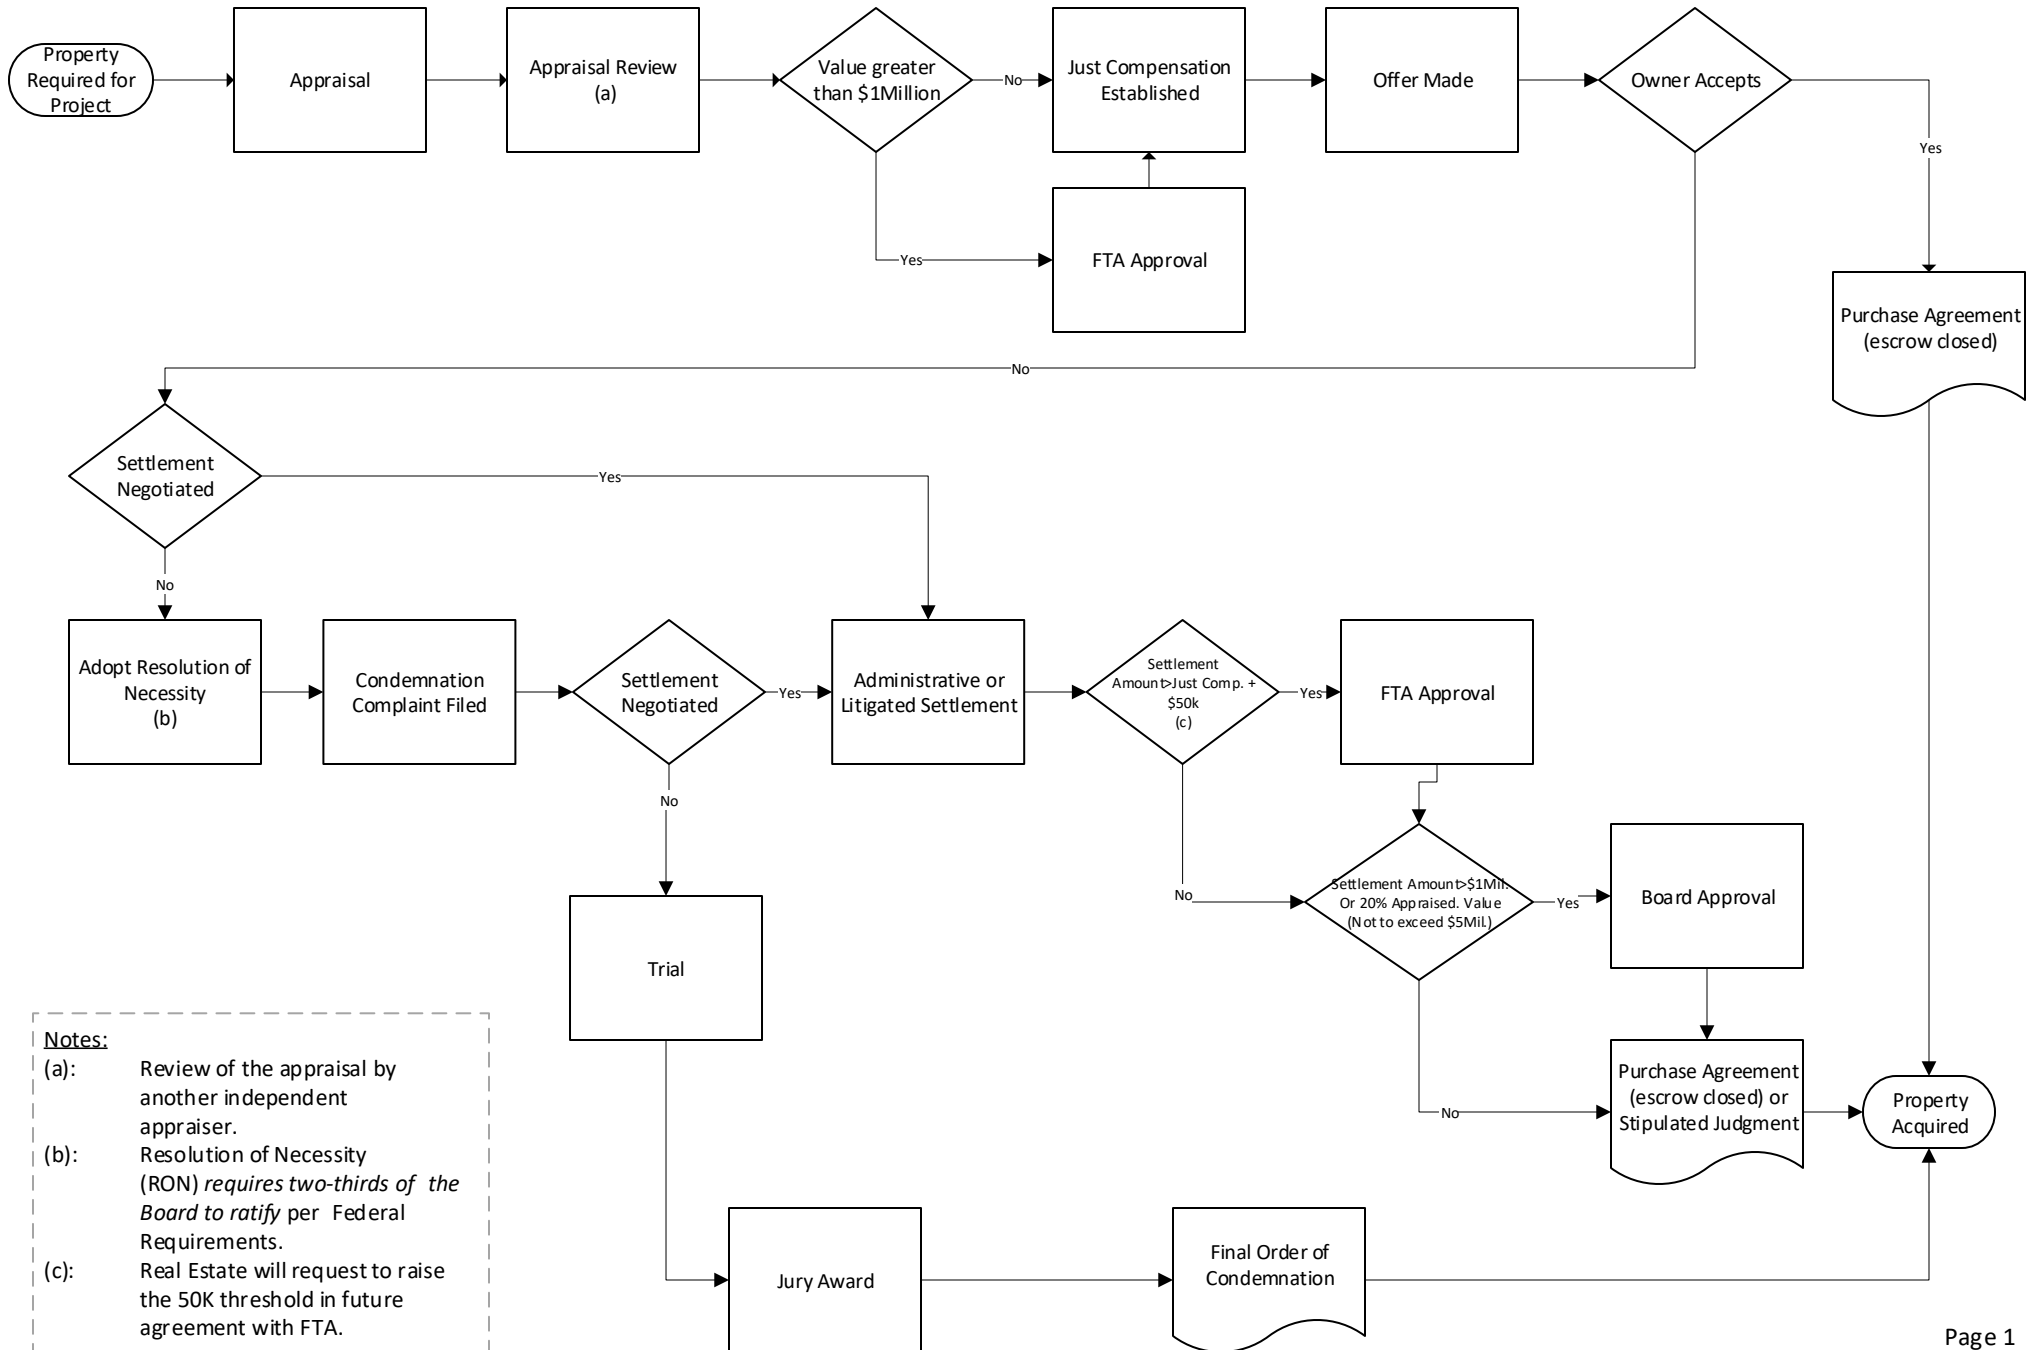 Property
Required for
Project
Appraisal
Appraisal Review
(a)
Value greater
than $1Million
No
Just Compensation
Established
Offer Made
Owner Accepts
Yes
Yes
FTA Approval
Purchase Agreement
(escrow closed)
No
Settlement
Negotiated
Yes
No
Adopt Resolution of
Necessity
(b)
Condemnation
Complaint Filed
Settlement
Negotiated
Yes
Administrative or
Litigated Settlement
Settlement
Amount>Just Comp. +
$50k
(c)
Yes
FTA Approval
No
No
Settlement Amount>$1Mil.
Or 20% Appraised. Value
(Not to exceed $5Mil.)
Yes
Board Approval
Trial
Purchase Agreement
(escrow closed) or
Stipulated Judgment
No
Property
Acquired
Notes:
(a): Review of the appraisal by
another independent
appraiser.
(b): Resolution of Necessity
(RON) requires two-thirds of the
Board to ratify per Federal
Requirements.
(c): Real Estate will request to raise
the 50K threshold in future
agreement with FTA.
Jury Award
Final Order of
Condemnation
Page 1